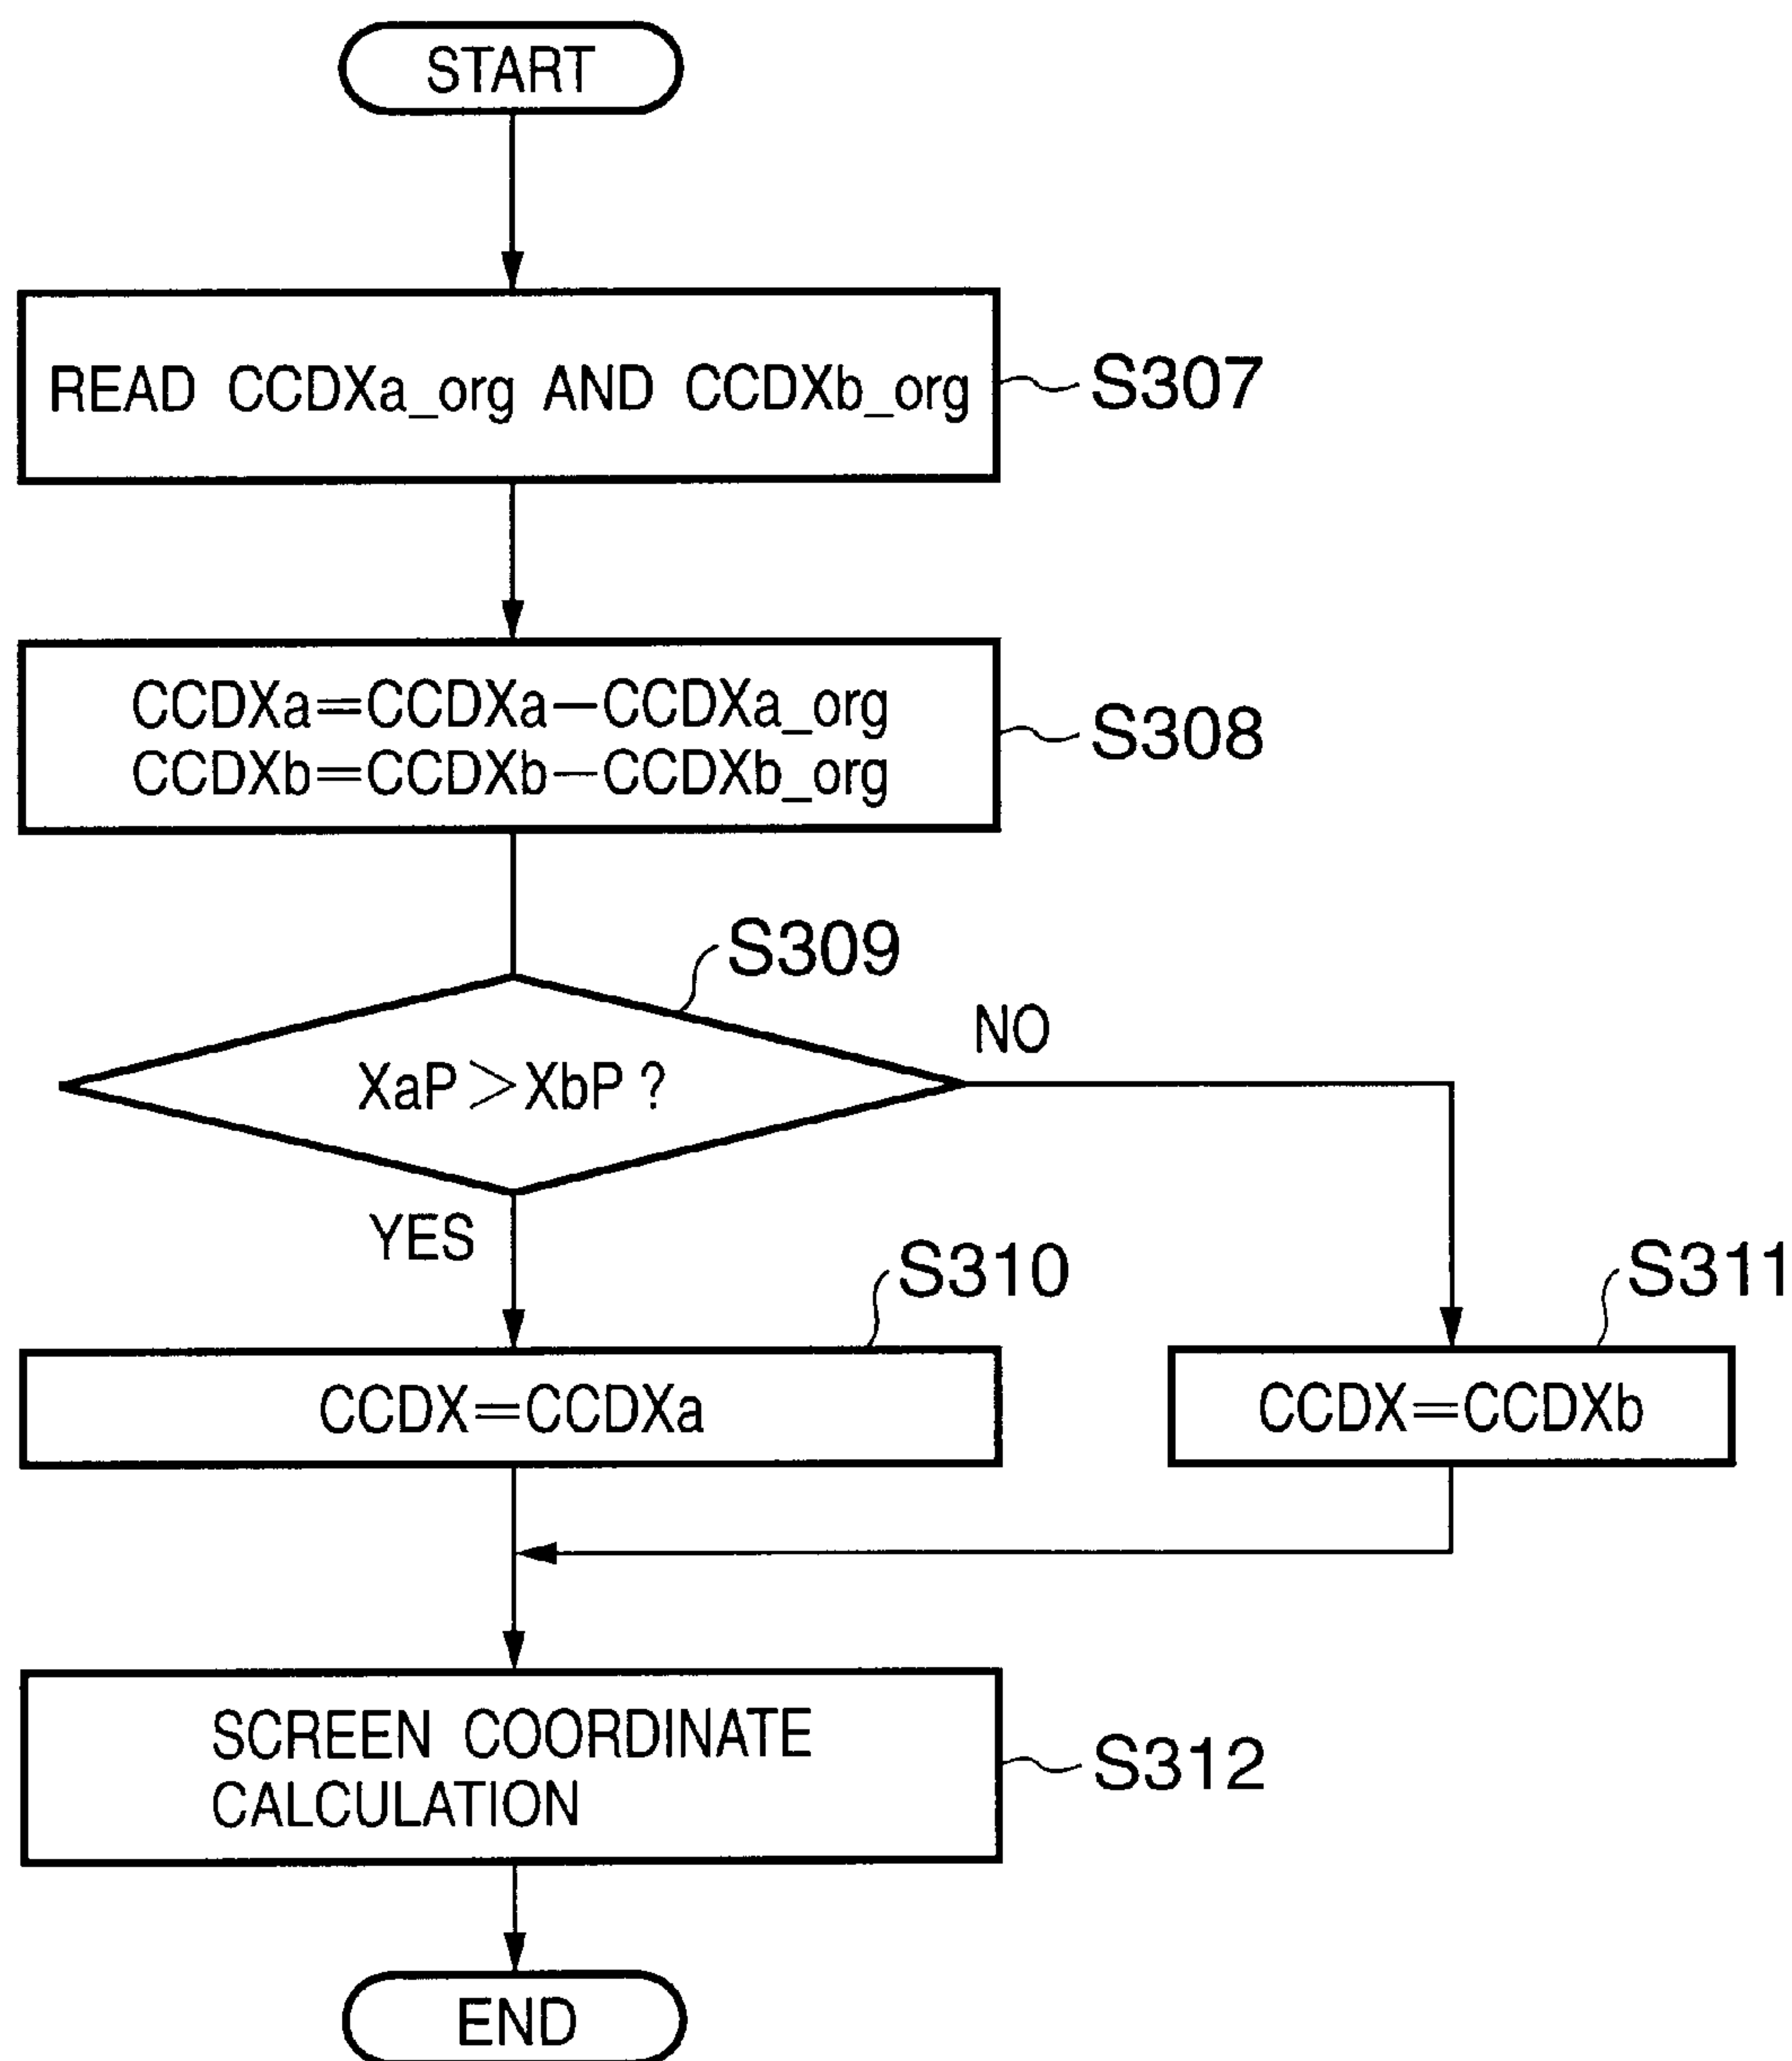 START
READ CCDXa_org AND CCDXb_org
S307
CCDXa=CCDXa−CCDXa_org
CCDXb=CCDXb−CCDXb_org
S308
S309
XaP>XbP ?
NO
YES
S310
S311
CCDX=CCDXa
CCDX=CCDXb
SCREEN COORDINATE
CALCULATION
S312
END